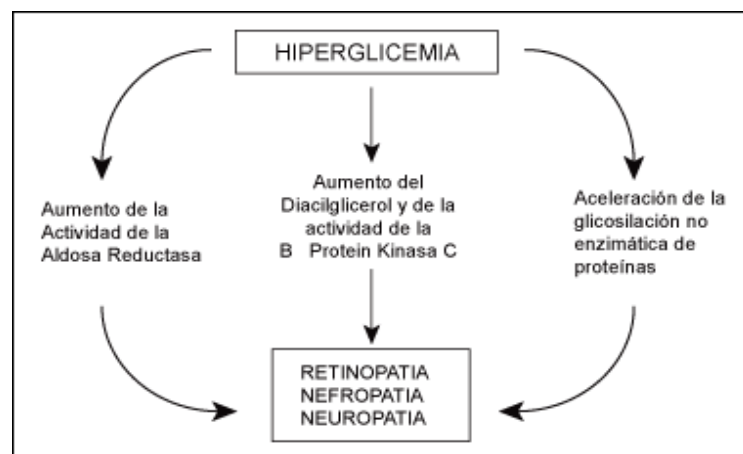 HIPERGLICEMIA
Aumento de la
Actividad de la
Aldosa Reductasa
Aumento del
Diacilglicerol y de la
actividad de la
B Protein Kinasa C
Aceleración de la
glicosilación no
enzimática de
proteínas
RETINOPATIA
NEFROPATIA
NEUROPATIA